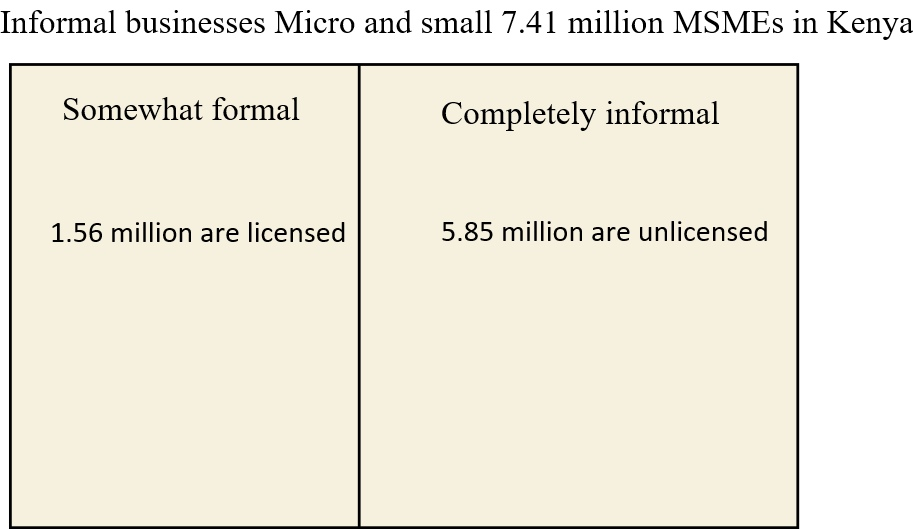 Informal businesses Micro and small 7.41 million MSMEs in Kenya
Somewhat formal
Completely informal
1.56 million are licensed
5.85 million are unlicensed